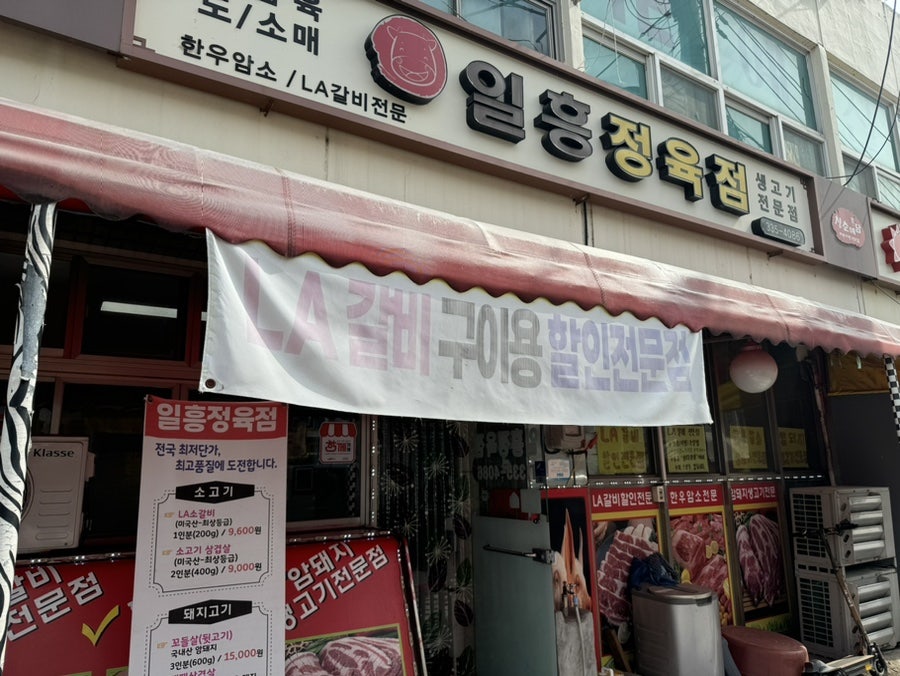 도/소매
한우암소 / LA갈비전문
일흥정육점
생고기
전문점
335-4086
LA갈비 구이용 할인전문점
일흥정육점
전국 최저단가,
최고품질에 도전합니다.
소고기
LA소갈비
(미국산-최상등급)
1인분(200g) / 9,600원
소고기 삼겹살
(미국산-최상등급)
2인분(400g) / 9,000원
돼지고기
꼬들살(뒷고기)
국내산 암돼지
3인분(600g) / 15,000원
Klasse
갈비
전문점
암돼지
생고기전문점
335-4086
LA갈비할인전문
한우암소전문
암돼지생고기전문